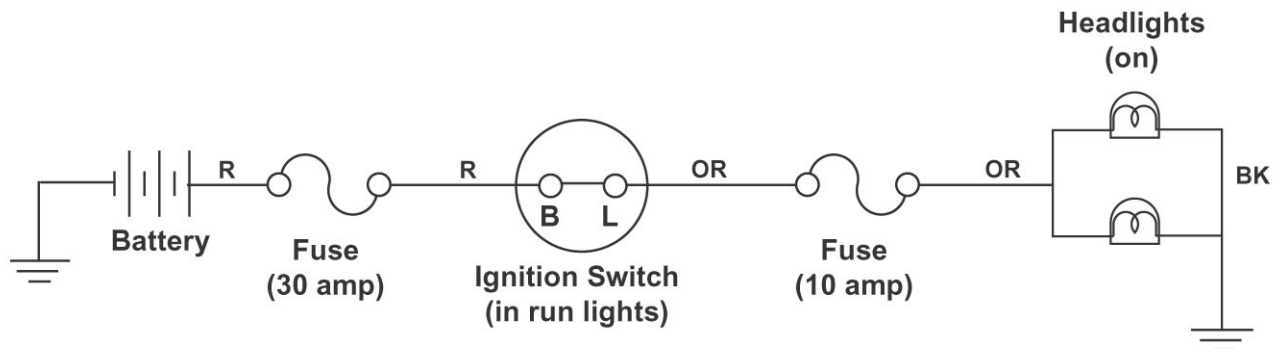 Headlights
(on)
R
R
OR
OR
BK
B L
Battery
Fuse
(30 amp)
Ignition Switch
(in run lights)
Fuse
(10 amp)